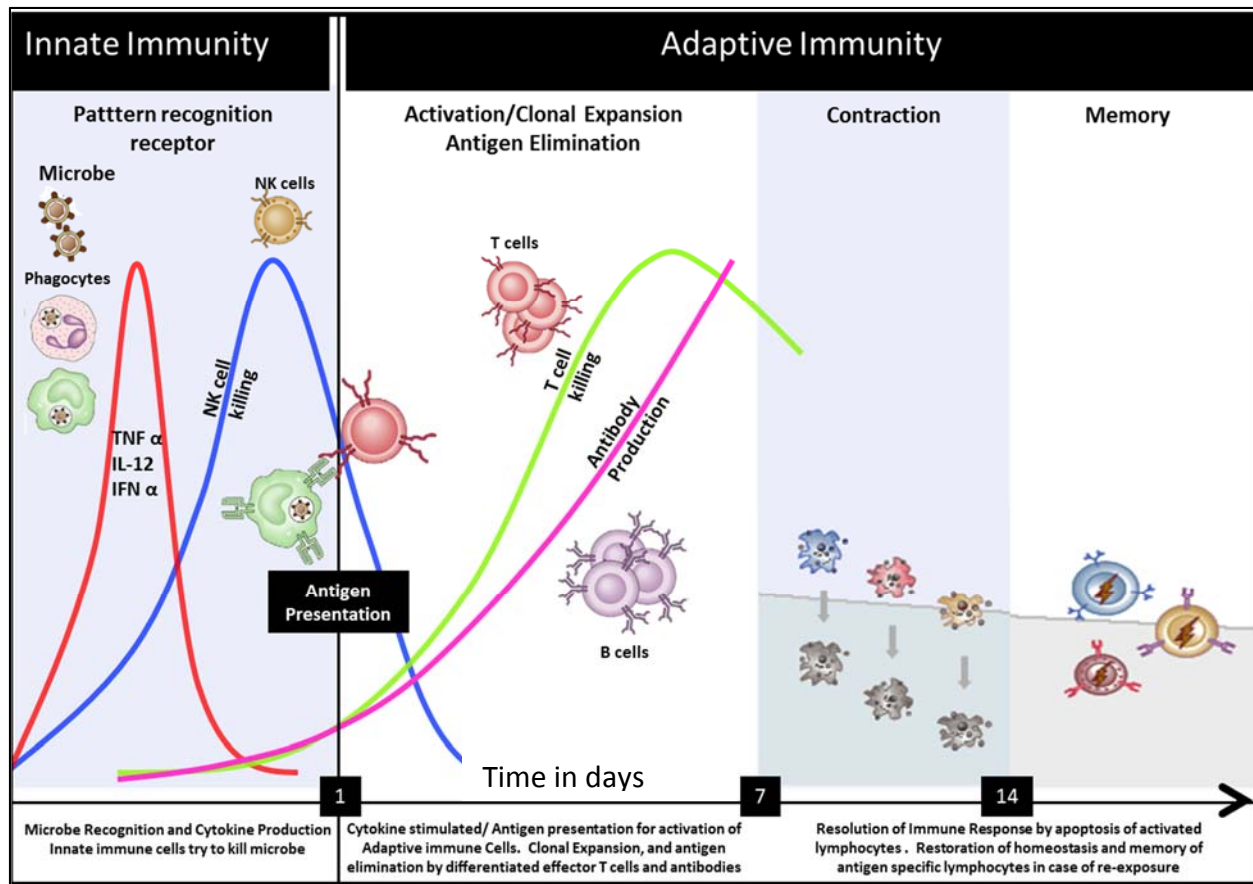 Innate Immunity
Adaptive Immunity
Patttern recognition
receptor
Activation/Clonal Expansion
Antigen Elimination
Contraction
Memory
Microbe
NK cells
Phagocytes
T cells
TNF α
IL-12
IFN α
NK cell
killing
T cell
killing
Antibody
Production
Antigen
Presentation
B cells
Time in days
1
7
14
Microbe Recognition and Cytokine Production
Innate immune cells try to kill microbe
Cytokine stimulated/ Antigen presentation for activation of
Adaptive immune Cells. Clonal Expansion, and antigen
elimination by differentiated effector T cells and antibodies
Resolution of Immune Response by apoptosis of activated
lymphocytes . Restoration of homeostasis and memory of
antigen specific lymphocytes in case of re-exposure